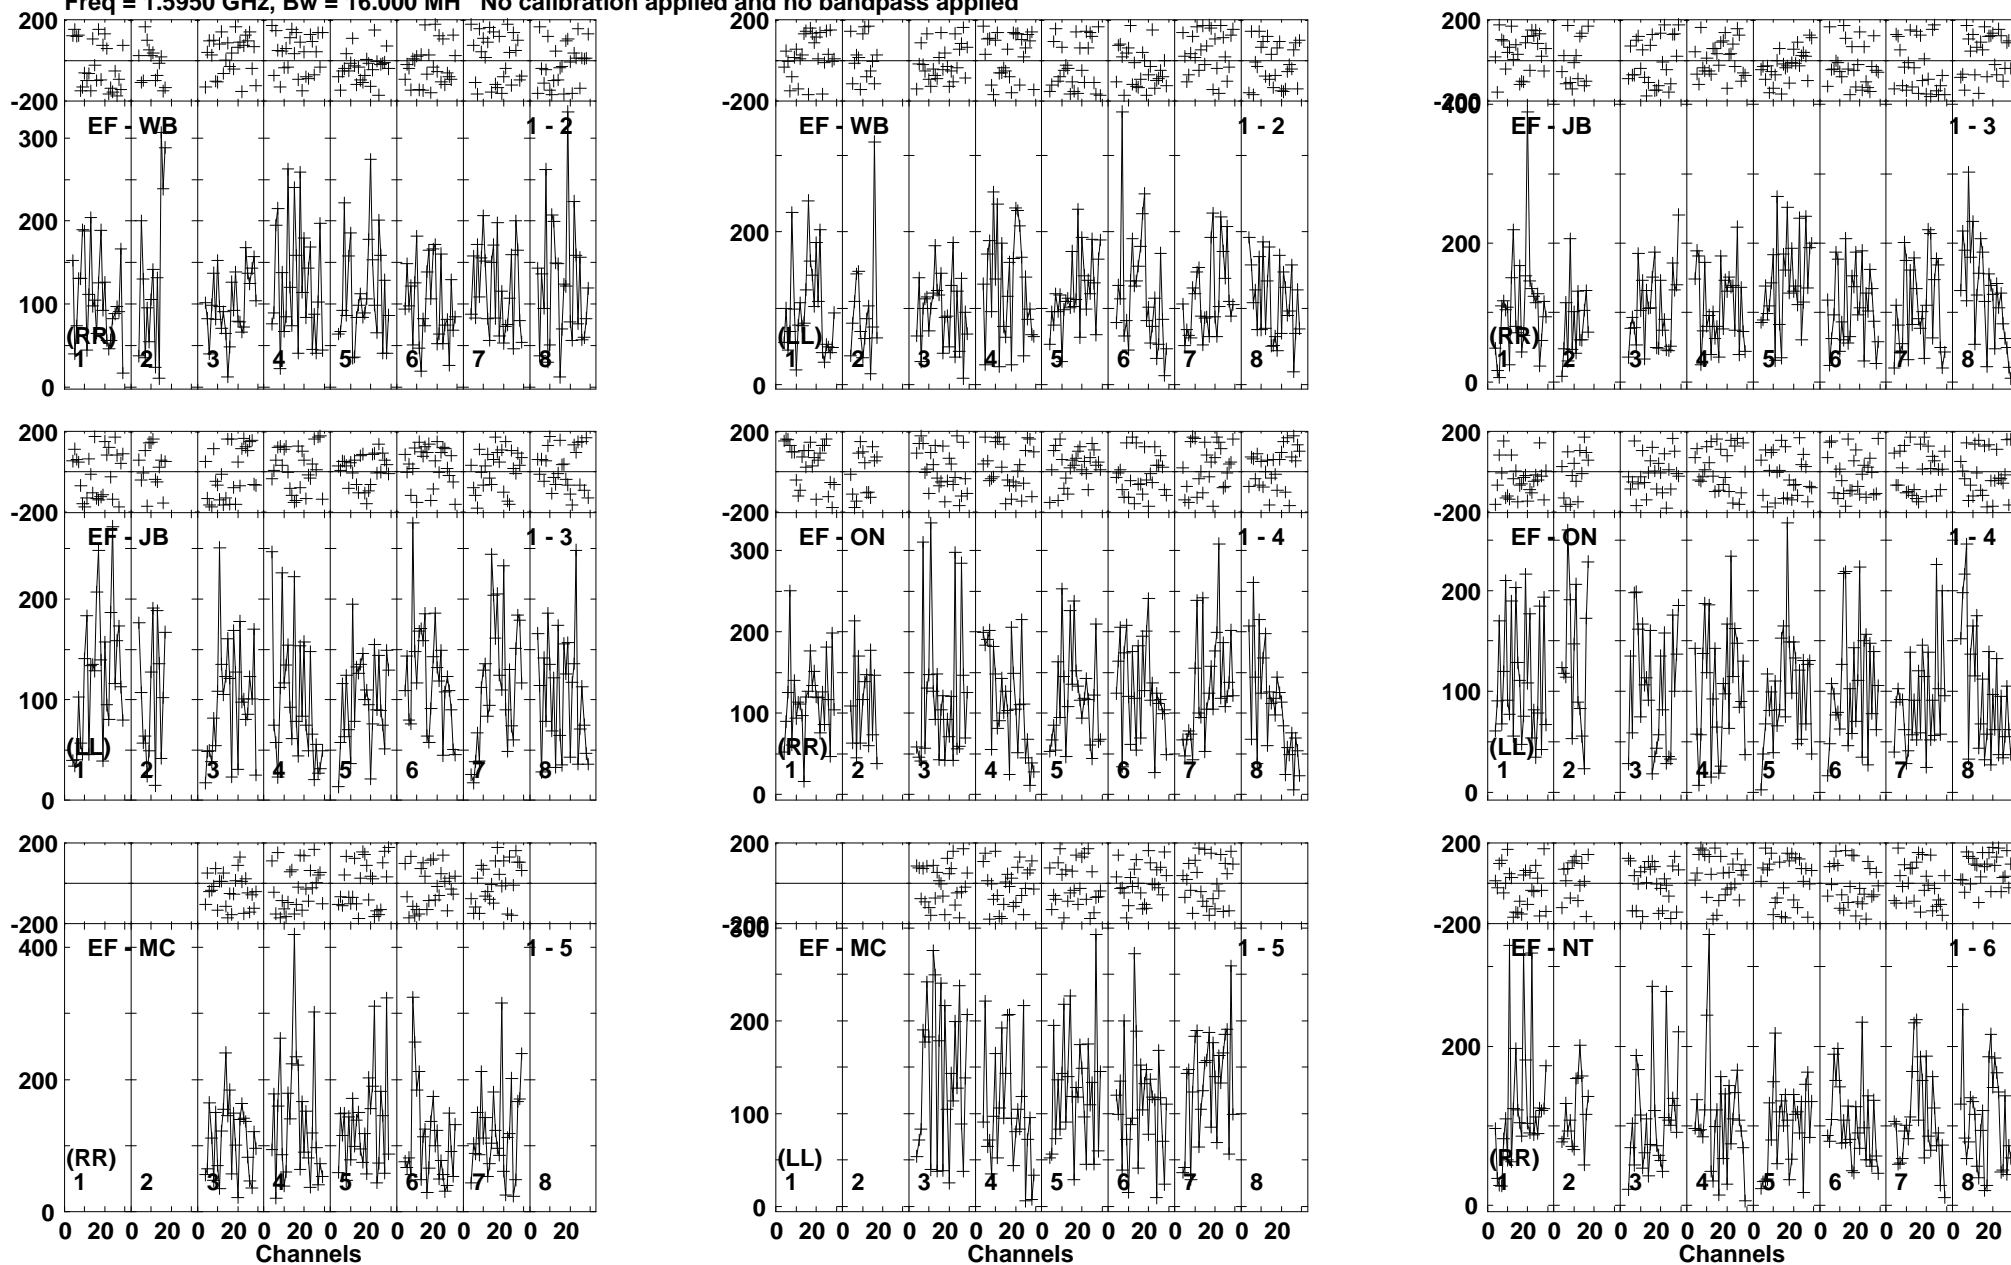 Freq = 1.5950 GHz, Bw = 16.000 MH No calibration applied and no bandpass applied
200 200 200
-200 -200 -200
EF - WB 1 - 2 EF - WB 1 - 2 400 EF - JB 1 - 3
300
200 200 200
100
(RR) (LL) (RR)
1 2 3 4 5 6 7 8 1 2 3 4 5 6 7 8 1 2 3 4 5 6 7 8
0 0 0
200 200 200
-200 -200 -200
EF - JB 1 - 3 EF - ON 1 - 4 EF - ON 1 - 4
300
200 200 200
100 100 100
(LL) (RR) (LL)
1 2 3 4 5 6 7 8 1 2 3 4 5 6 7 8 1 2 3 4 5 6 7 8
0 0 0
200 200 200
-200 -200 -200
400 EF - MC 1 - 5 300 EF - MC 1 - 5 EF - NT 1 - 6
200 200 200
100
(RR) (LL) (RR)
1 2 3 4 5 6 7 8 1 2 3 4 5 6 7 8 1 2 3 4 5 6 7 8
0 0 0
0 20 0 20 0 20 0 20 0 20 0 20 0 20 0 20 0 20 0 20 0 20 0 20 0 20 0 20 0 20 0 20 0 20 0 20 0 20 0 20 0 20 0 20 0 20 0 20
Channels Channels Channels